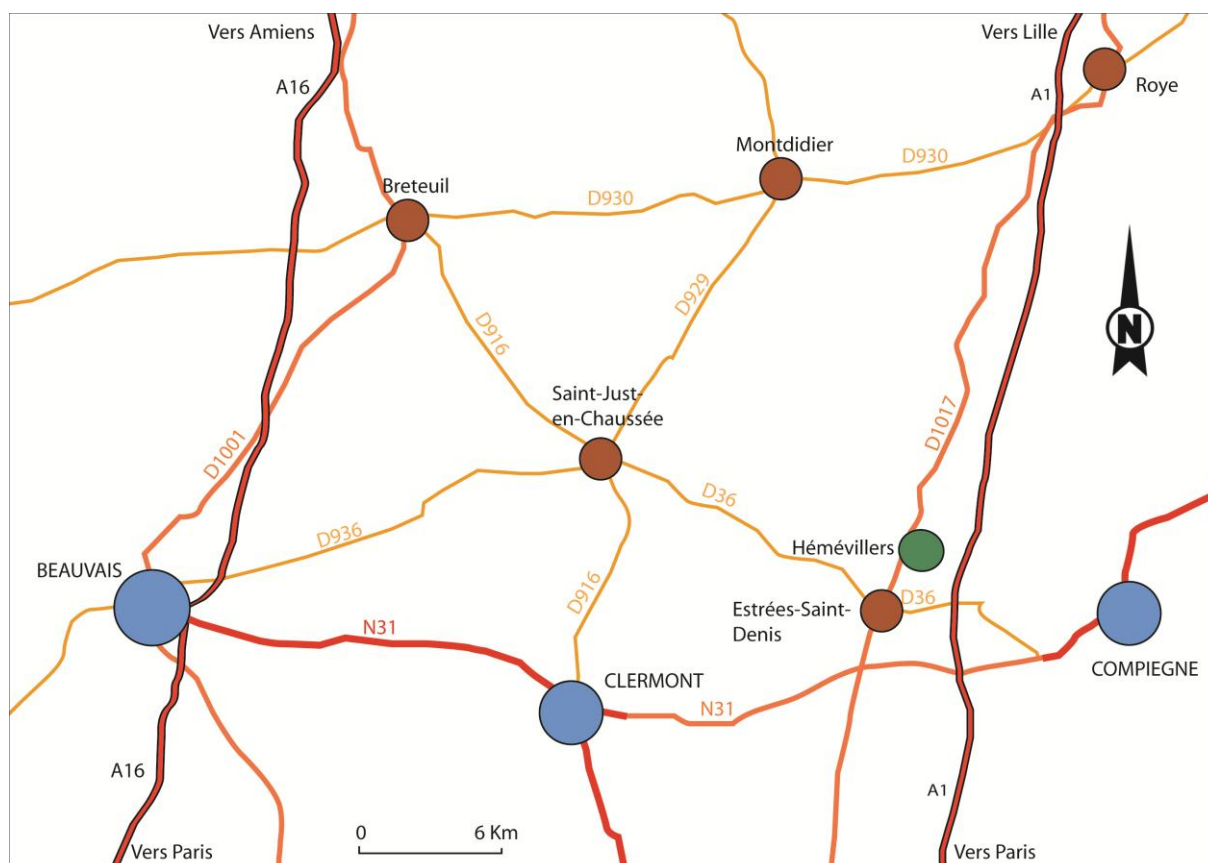 Vers Amiens
Vers Lille
A16
A1
Roye
Montdidier
D930
Breteuil
D930
D929
D916
N
Saint-Just-
en-Chaussée
D1017
D1001
D36
D936
Hémévillers
BEAUVAIS
D916
D36
Estrées-Saint-
Denis
N31
CLERMONT
COMPIEGNE
N31
A16
A1
0 6 Km
Vers Paris
Vers Paris